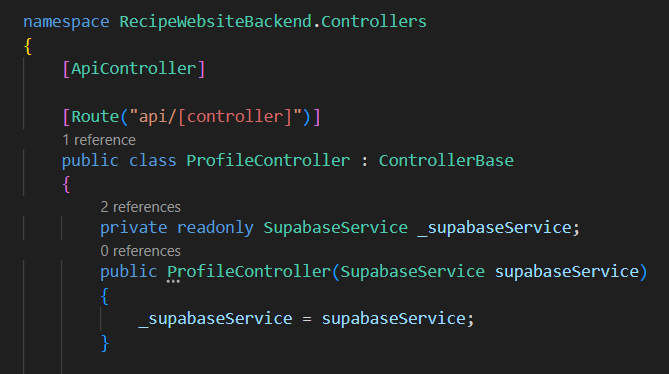 namespace RecipeWebsiteBackend.Controllers
{
[ApiController]
[Route("api/[controller]")]
1 reference
public class ProfileController : ControllerBase
{
2 references
private readonly SupabaseService _supabaseService;
0 references
public ProfileController(SupabaseService supabaseService)
{
_supabaseService = supabaseService;
}